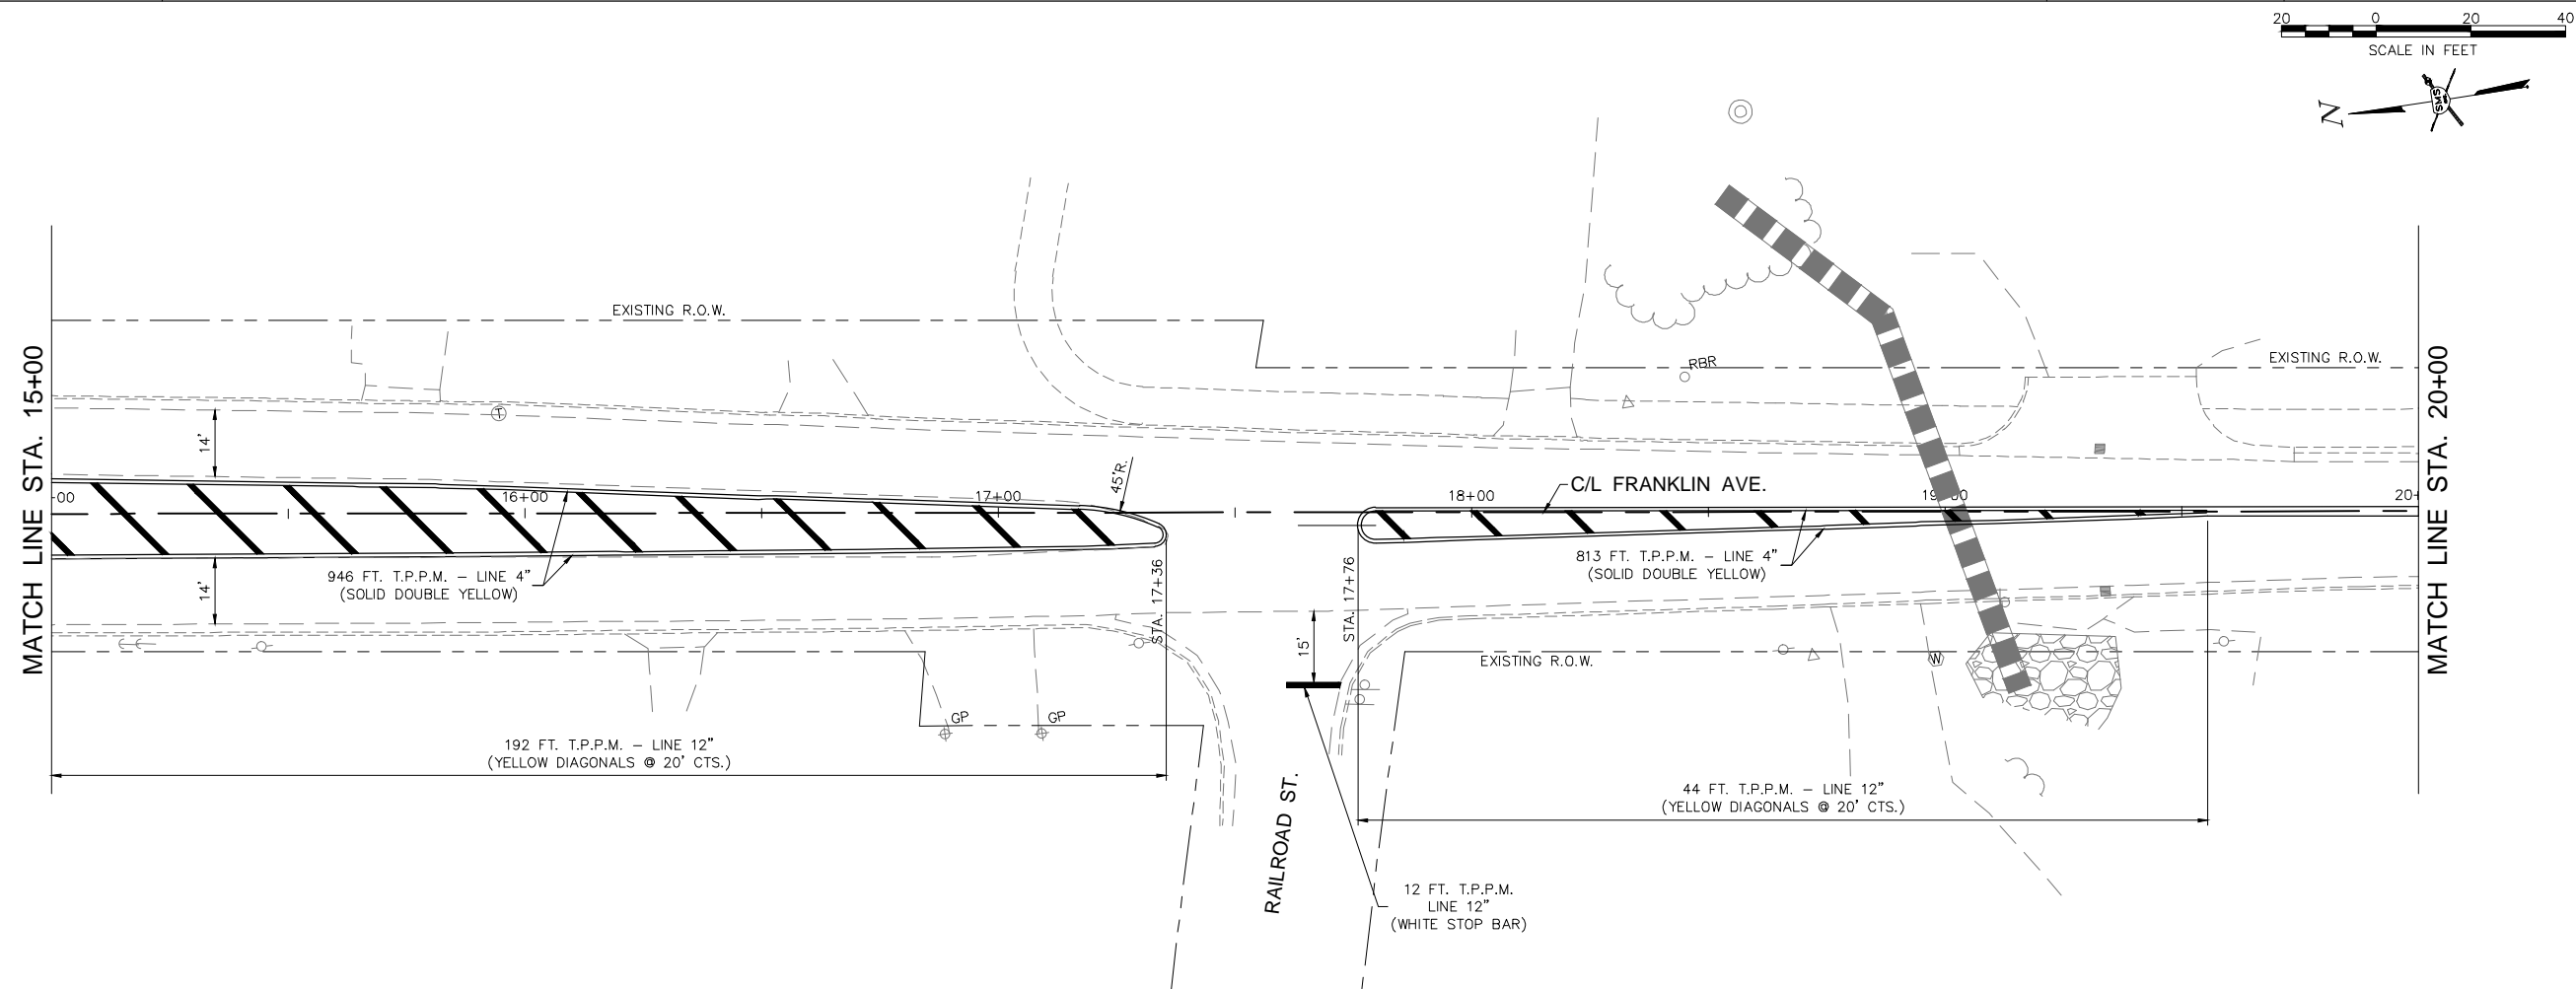 20 0 20 40
SCALE IN FEET
N
SMS
EXISTING R.O.W.
RBR
EXISTING R.O.W.
MATCH LINE STA. 15+00
MATCH LINE STA. 20+00
14'
T
45'R.
C/L FRANKLIN AVE.
-00
16+00
17+00
18+00
19+00
20+
946 FT. T.P.P.M. – LINE 4"
(SOLID DOUBLE YELLOW)
813 FT. T.P.P.M. – LINE 4"
(SOLID DOUBLE YELLOW)
14'
STA. 17+36
STA. 17+76
15'
EXISTING R.O.W.
W
GP
GP
192 FT. T.P.P.M. – LINE 12"
(YELLOW DIAGONALS @ 20' CTS.)
44 FT. T.P.P.M. – LINE 12"
(YELLOW DIAGONALS @ 20' CTS.)
RAILROAD ST.
12 FT. T.P.P.M.
LINE 12"
(WHITE STOP BAR)